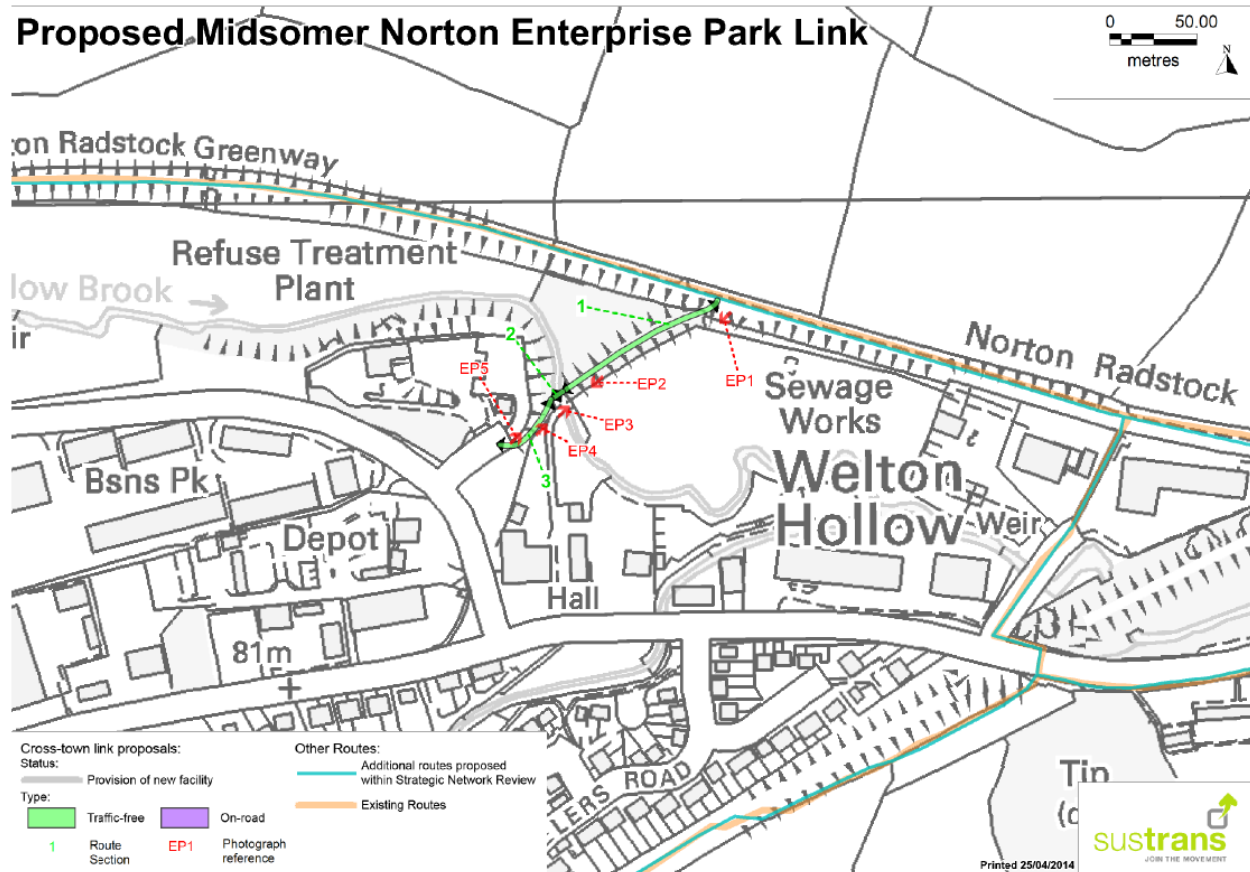 Proposed Midsomer Norton Enterprise Park Link
0 50.00
metres
N
on Radstock Greenway
Refuse Treatment
Plant
low Brook
ir
1
2
EP5
EP1
EP2
EP3
EP4
3
Norton Radstock
Sewage
Works
Welton
Hollow
Weir
Bsns Pk
Depot
Hall
81m
LERS ROAD
Tip
(c
Cross-town link proposals:
Status:
Provision of new facility
Type:
Traffic-free
On-road
1
Route
Section
EP1
Photograph
reference
Other Routes:
Additional routes proposed
within Strategic Network Review
Existing Routes
sustrans
JOIN THE MOVEMENT
Printed 25/04/2014